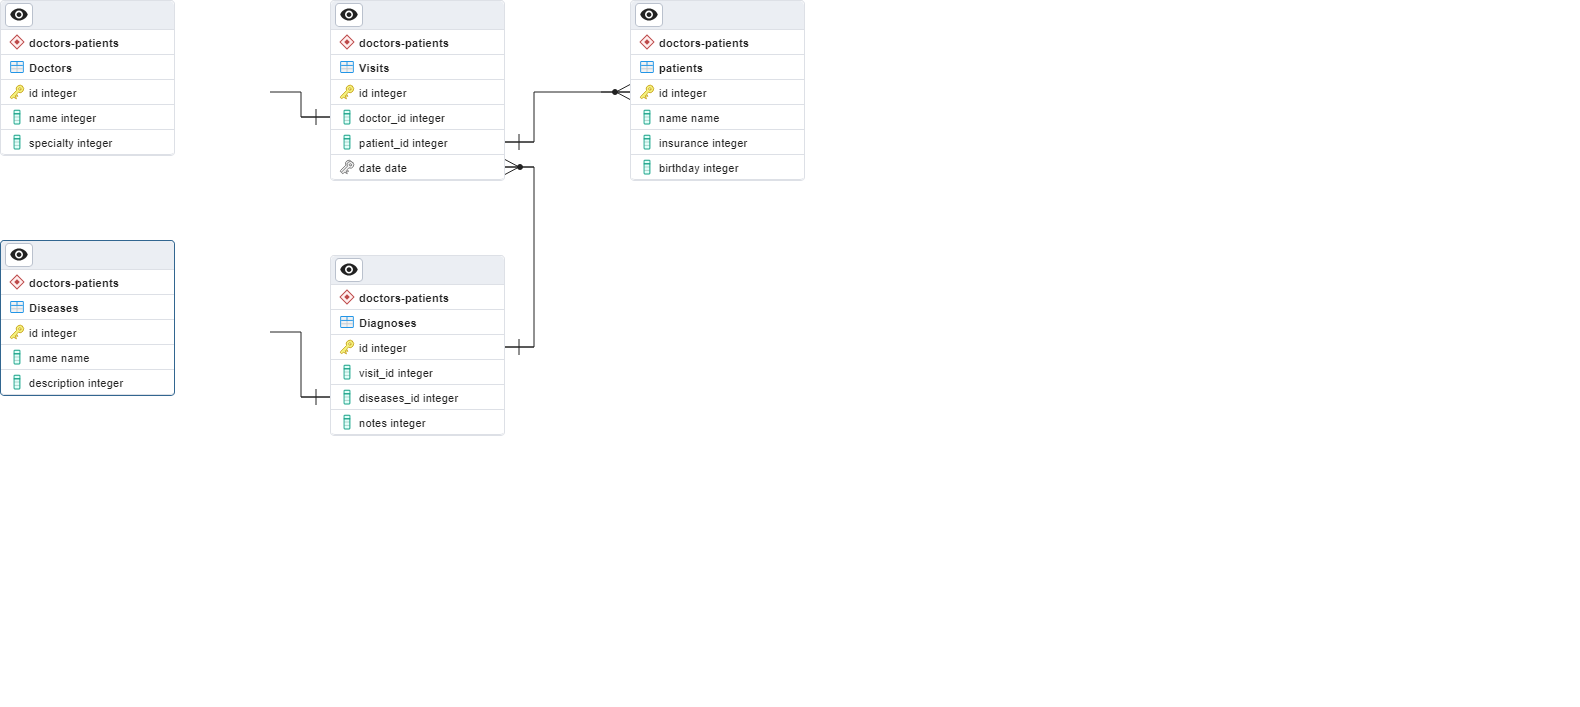 doctors-patients
Doctors
id integer
name integer
specialty integer
doctors-patients
Visits
id integer
doctor_id integer
patient_id integer
date date
doctors-patients
patients
id integer
name name
insurance integer
birthday integer
doctors-patients
Diseases
id integer
name name
description integer
doctors-patients
Diagnoses
id integer
visit_id integer
diseases_id integer
notes integer